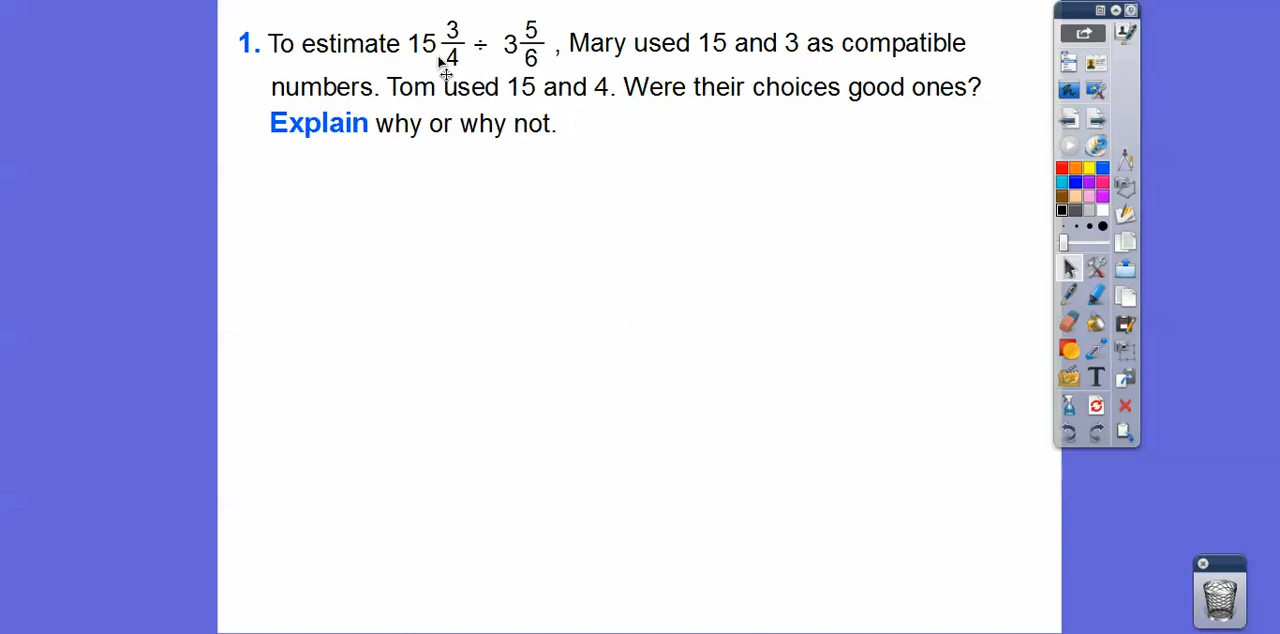 1. To estimate 15 3/4 ÷ 3 5/6 , Mary used 15 and 3 as compatible
numbers. Tom used 15 and 4. Were their choices good ones?
Explain why or why not.
T